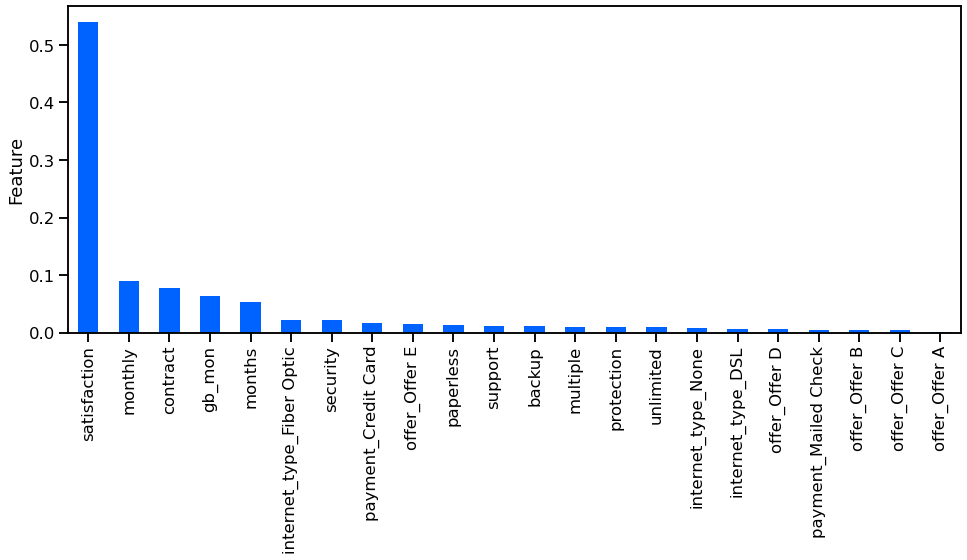 Feature
0.5
0.4
0.3
0.2
0.1
0.0
satisfaction
monthly
contract
gb_mon
months
internet_type_Fiber Optic
security
payment_Credit Card
offer_Offer E
paperless
support
backup
multiple
protection
unlimited
internet_type_None
internet_type_DSL
offer_Offer D
payment_Mailed Check
offer_Offer B
offer_Offer C
offer_Offer A